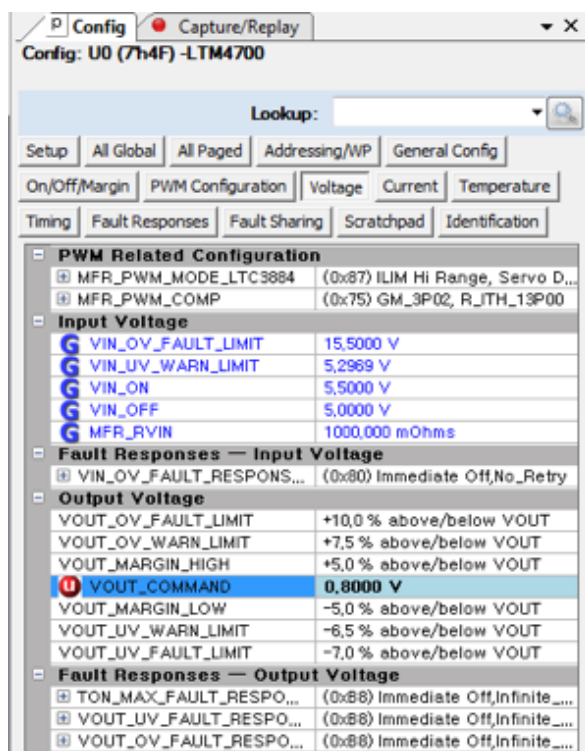 P Config Capture/Replay
Config: U0 (7'h4F) -LTM4700
Lookup:
Setup All Global All Paged Addressing/WP General Config
On/Off/Margin PWM Configuration Voltage Current Temperature
Timing Fault Responses Fault Sharing Scratchpad Identification
PWM Related Configuration
MFR_PWM_MODE_LTC3884 (0x87) ILIM Hi Range, Servo D...
MFR_PWM_COMP (0x75) GM_3P02, R_ITH_13P00
Input Voltage
G VIN_OV_FAULT_LIMIT 15,5000 V
G VIN_UV_WARN_LIMIT 5,2969 V
G VIN_ON 5,5000 V
G VIN_OFF 5,0000 V
G MFR_RVIN 1000,000 mOhms
Fault Responses — Input Voltage
VIN_OV_FAULT_RESPONS... (0x80) Immediate Off,No_Retry
Output Voltage
VOUT_OV_FAULT_LIMIT +10,0 % above/below VOUT
VOUT_OV_WARN_LIMIT +7,5 % above/below VOUT
VOUT_MARGIN_HIGH +5,0 % above/below VOUT
U VOUT_COMMAND 0,8000 V
VOUT_MARGIN_LOW -5,0 % above/below VOUT
VOUT_UV_WARN_LIMIT -6,5 % above/below VOUT
VOUT_UV_FAULT_LIMIT -7,0 % above/below VOUT
Fault Responses — Output Voltage
TON_MAX_FAULT_RESPO... (0xB8) Immediate Off,Infinite_...
VOUT_UV_FAULT_RESPO... (0xB8) Immediate Off,Infinite_...
VOUT_OV_FAULT_RESPO... (0xB8) Immediate Off,Infinite_...